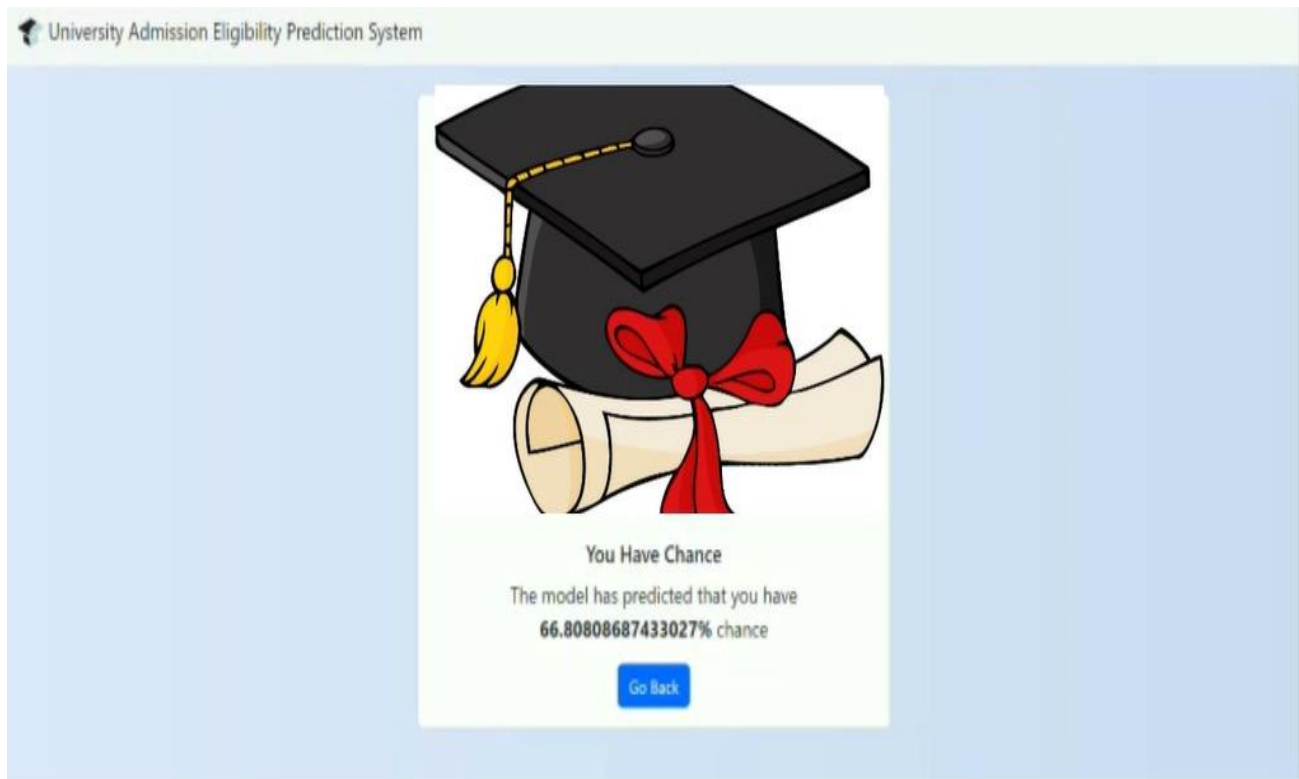 University Admission Eligibility Prediction System
You Have Chance
The model has predicted that you have
66.80808687433027% chance
Go Back